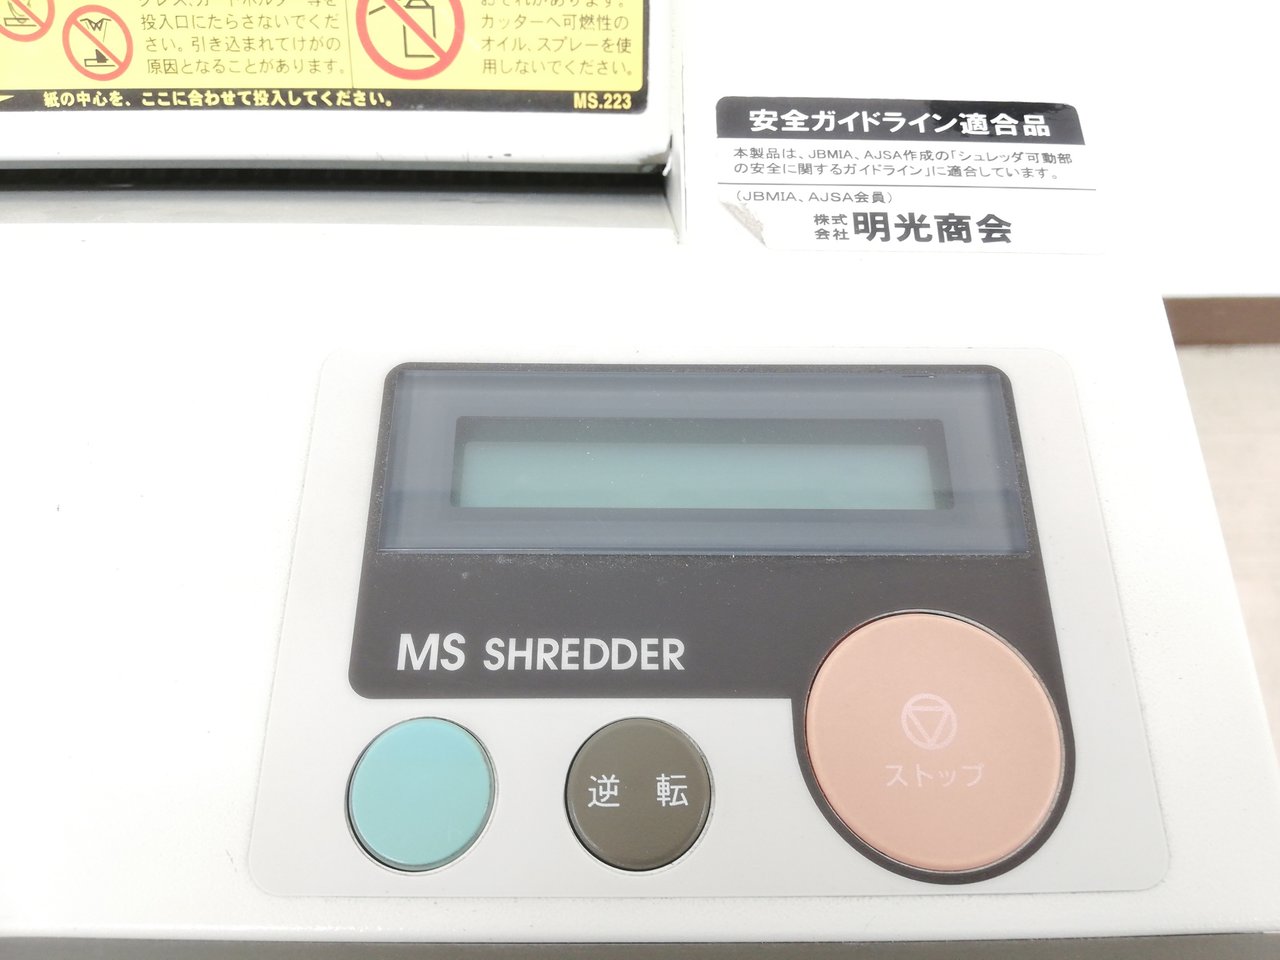 投入口にたらさないでくだ
さい。引き込まれてけがの
原因となることがあります。
カッターへ可燃性の
オイル、スプレーを使
用しないでください。
紙の中心を、ここに合わせて投入してください。
MS.223
安全ガイドライン適合品
本製品は、JBMIA、AJSA作成の「シュレッダ可動部
の安全に関するガイドライン」に適合しています。
（JBMIA、AJSA会員）
株式
会社 明光商会
MS SHREDDER
逆 転
ストップ